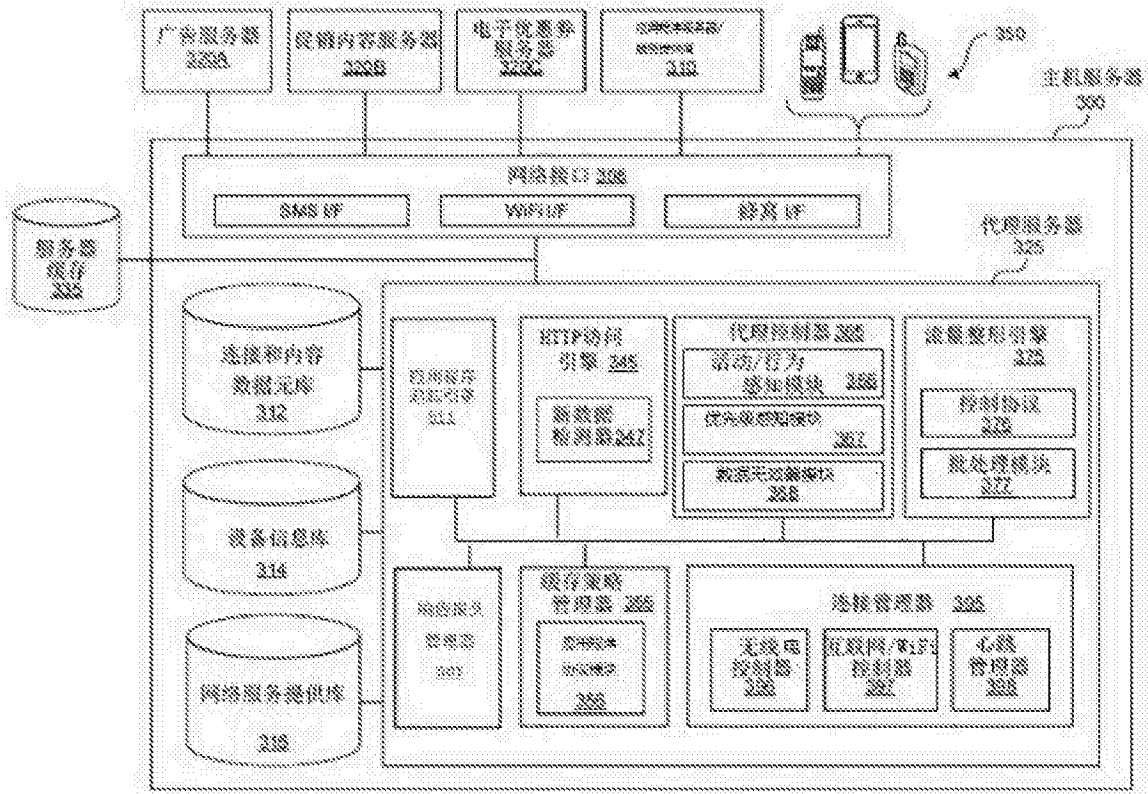 广告服务器
320A
促销内容服务器
320B
电子优惠券
服务器
320C
310
350
主机服务器
300
网络接口 308
SMS I/F
WiFi I/F
蜂窝 I/F
服务器
缓存
335
代理服务器
325
连接和内容
数据元库
312
设备信息库
314
网络服务提供库
316
311
HTTP访问
引擎 345
新数据
检测器 347
代理控制器 365
活动/行为
感知模块 366
优先级感知模块
367
数据无效器模块
368
流量整形引擎
375
控制协议
376
批处理模块
377
管理器
缓存策略
管理器 355
连接管理器 395
无线电
控制器
396
互联网/WiFi
控制器
397
心跳
管理器
398